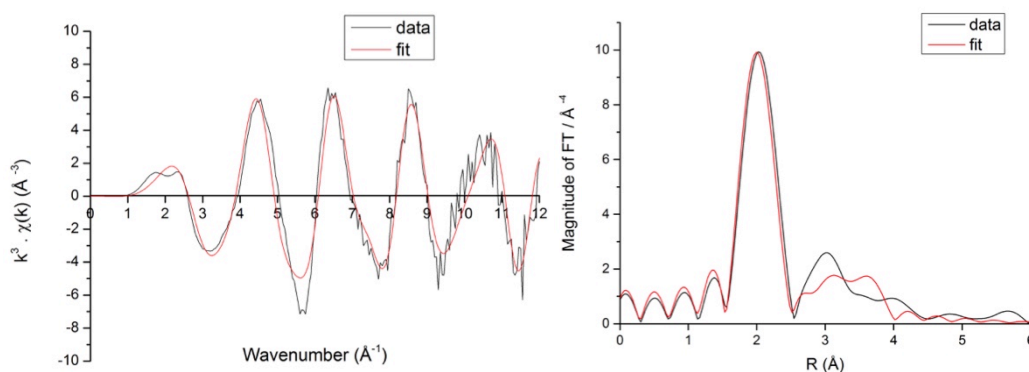 data
fit
k³ . χ(k) (Å⁻³)
10
8
6
4
2
0
-2
-4
-6
-8
-10
0 1 2 3 4 5 6 7 8 9 10 11 12
Wavenumber (Å⁻¹)
data
fit
Magnitude of FT / Å⁻⁴
10
8
6
4
2
0
0 1 2 3 4 5 6
R (Å)